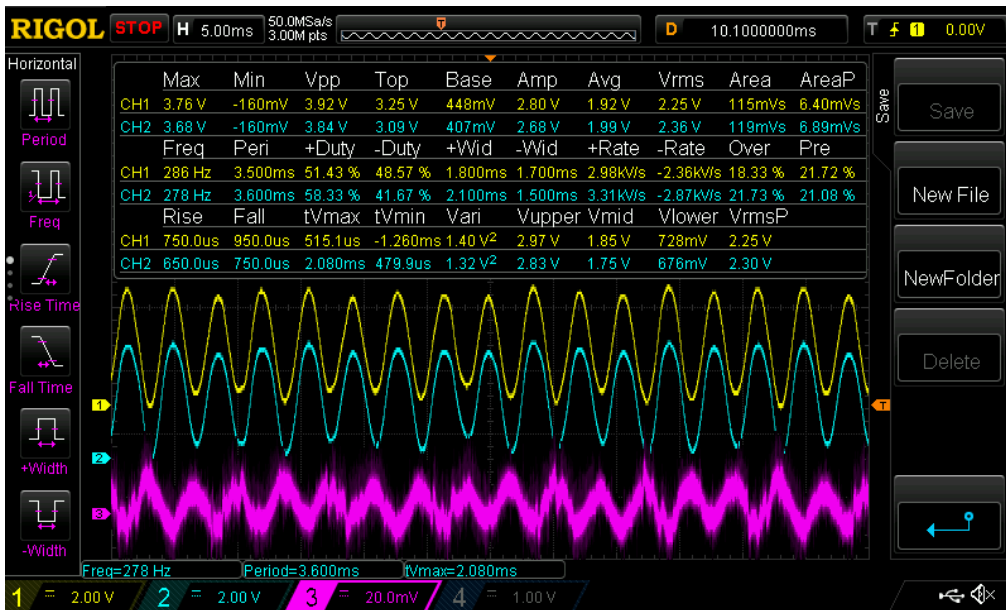 RIGOL STOP H 5.00ms 50.0MSa/s 3.00M pts T D 10.1000000ms T 1 0.00V
Horizontal
Period
Freq
Rise Time
Fall Time
+Width
-Width
Max Min Vpp Top Base Amp Avg Vrms Area AreaP
CH1 3.76 V -160mV 3.92 V 3.25 V 448mV 2.80 V 1.92 V 2.25 V 115mVs 6.40mVs
CH2 3.68 V -160mV 3.84 V 3.09 V 407mV 2.68 V 1.99 V 2.36 V 119mVs 6.89mVs
Freq Peri +Duty -Duty +Wid -Wid +Rate -Rate Over Pre
CH1 286 Hz 3.500ms 51.43 % 48.57 % 1.800ms 1.700ms 2.98kV/s -2.36kV/s 18.33 % 21.72 %
CH2 278 Hz 3.600ms 58.33 % 41.67 % 2.100ms 1.500ms 3.31kV/s -2.87kV/s 21.73 % 21.08 %
Rise Fall tVmax tVmin Vari Vupper Vmid Vlower VrmsP
CH1 750.0us 950.0us 515.1us -1.260ms 1.40 V² 2.97 V 1.85 V 728mV 2.25 V
CH2 650.0us 750.0us 2.080ms 479.9us 1.32 V² 2.83 V 1.75 V 676mV 2.30 V
1
2
3
T
Save
Save
New File
NewFolder
Delete
Freq=278 Hz Period=3.600ms tVmax=2.080ms
1 = 2.00 V 2 = 2.00 V 3 = 20.0mV 4 = 1.00 V